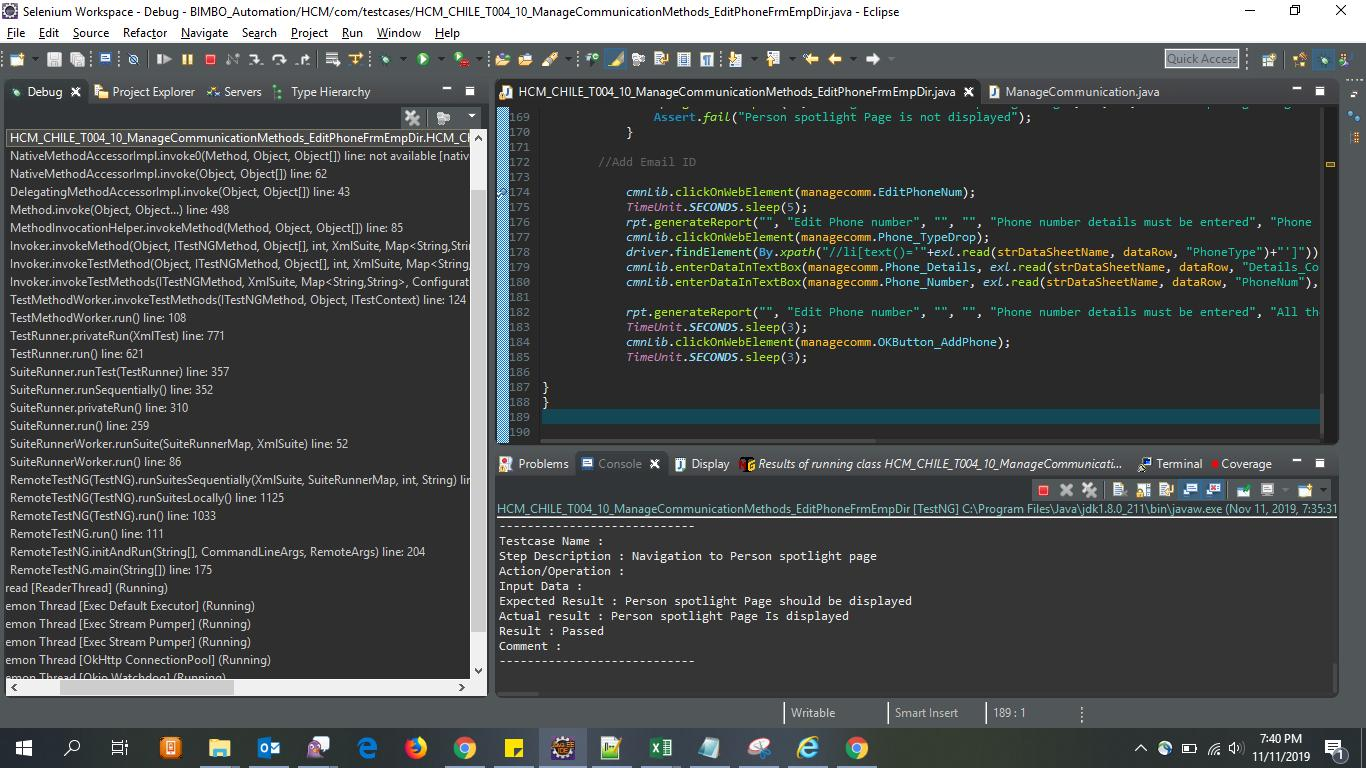 Selenium Workspace - Debug - BIMBO_Automation/HCM/com/testcases/HCM_CHILE_T004_10_ManageCommunicationMethods_EditPhoneFrmEmpDir.java - Eclipse
File Edit Source Refactor Navigate Search Project Run Window Help
Quick Access
Debug Project Explorer Servers Type Hierarchy
HCM_CHILE_T004_10_ManageCommunicationMethods_EditPhoneFrmEmpDir.HCM_C
NativeMethodAccessorImpl.invoke0(Method, Object, Object[]) line: not available [native
NativeMethodAccessorImpl.invoke(Object, Object[]) line: 62
DelegatingMethodAccessorImpl.invoke(Object, Object[]) line: 43
Method.invoke(Object, Object...) line: 498
MethodInvocationHelper.invokeMethod(Method, Object, Object[]) line: 85
Invoker.invokeMethod(Object, ITestNGMethod, Object[], int, XmlSuite, Map<String,Stri
Invoker.invokeTestMethod(Object, ITestNGMethod, Object[], int, XmlSuite, Map<String,
Invoker.invokeTestMethods(ITestNGMethod, XmlSuite, Map<String,String>, Configurat
TestMethodWorker.invokeTestMethods(ITestNGMethod, Object, ITestContext) line: 124
TestMethodWorker.run() line: 108
TestRunner.privateRun(XmlTest) line: 771
TestRunner.run() line: 621
SuiteRunner.runTest(TestRunner) line: 357
SuiteRunner.runSequentially() line: 352
SuiteRunner.privateRun() line: 310
SuiteRunner.run() line: 259
SuiteRunnerWorker.runSuite(SuiteRunnerMap, XmlSuite) line: 52
SuiteRunnerWorker.run() line: 86
RemoteTestNG(TestNG).runSuitesSequentially(XmlSuite, SuiteRunnerMap, int, String) lin
RemoteTestNG(TestNG).runSuitesLocally() line: 1125
RemoteTestNG(TestNG).run() line: 1033
RemoteTestNG.run() line: 111
RemoteTestNG.initAndRun(String[], CommandLineArgs, RemoteArgs) line: 204
RemoteTestNG.main(String[]) line: 175
read [ReaderThread] (Running)
emon Thread [Exec Default Executor] (Running)
emon Thread [Exec Stream Pumper] (Running)
emon Thread [Exec Stream Pumper] (Running)
emon Thread [OkHttp ConnectionPool] (Running)
emon Thread [Okio Watchdog] (Running)
HCM_CHILE_T004_10_ManageCommunicationMethods_EditPhoneFrmEmpDir.java ManageCommunication.java
169 Assert.fail("Person spotlight Page is not displayed");
170 }
171
172 //Add Email ID
173
174 cmnLib.clickOnWebElement(managecomm.EditPhoneNum);
175 TimeUnit.SECONDS.sleep(5);
176 rpt.generateReport("", "Edit Phone number", "", "", "Phone number details must be entered", "Phone
177 cmnLib.clickOnWebElement(managecomm.Phone_TypeDrop);
178 driver.findElement(By.xpath("//li[text()='"+exl.read(strDataSheetName, dataRow, "PhoneType")+"']"))
179 cmnLib.enterDataInTextBox(managecomm.Phone_Details, exl.read(strDataSheetName, dataRow, "Details_Co
180 cmnLib.enterDataInTextBox(managecomm.Phone_Number, exl.read(strDataSheetName, dataRow, "PhoneNum"),
181
182 rpt.generateReport("", "Edit Phone number", "", "", "Phone number details must be entered", "All th
183 TimeUnit.SECONDS.sleep(3);
184 cmnLib.clickOnWebElement(managecomm.OKButton_AddPhone);
185 TimeUnit.SECONDS.sleep(3);
186
187 }
188 }
189
190
Problems Console Display Results of running class HCM_CHILE_T004_10_ManageCommunicati... Terminal Coverage
HCM_CHILE_T004_10_ManageCommunicationMethods_EditPhoneFrmEmpDir [TestNG] C:\Program Files\Java\jdk1.8.0_211\bin\javaw.exe (Nov 11, 2019, 7:35:31
----------------------------
Testcase Name :
Step Description : Navigation to Person spotlight page
Action/Operation :
Input Data :
Expected Result : Person spotlight Page should be displayed
Actual result : Person spotlight Page Is displayed
Result : Passed
Comment :
----------------------------
Writable Smart Insert 189 : 1
7:40 PM
11/11/2019
1